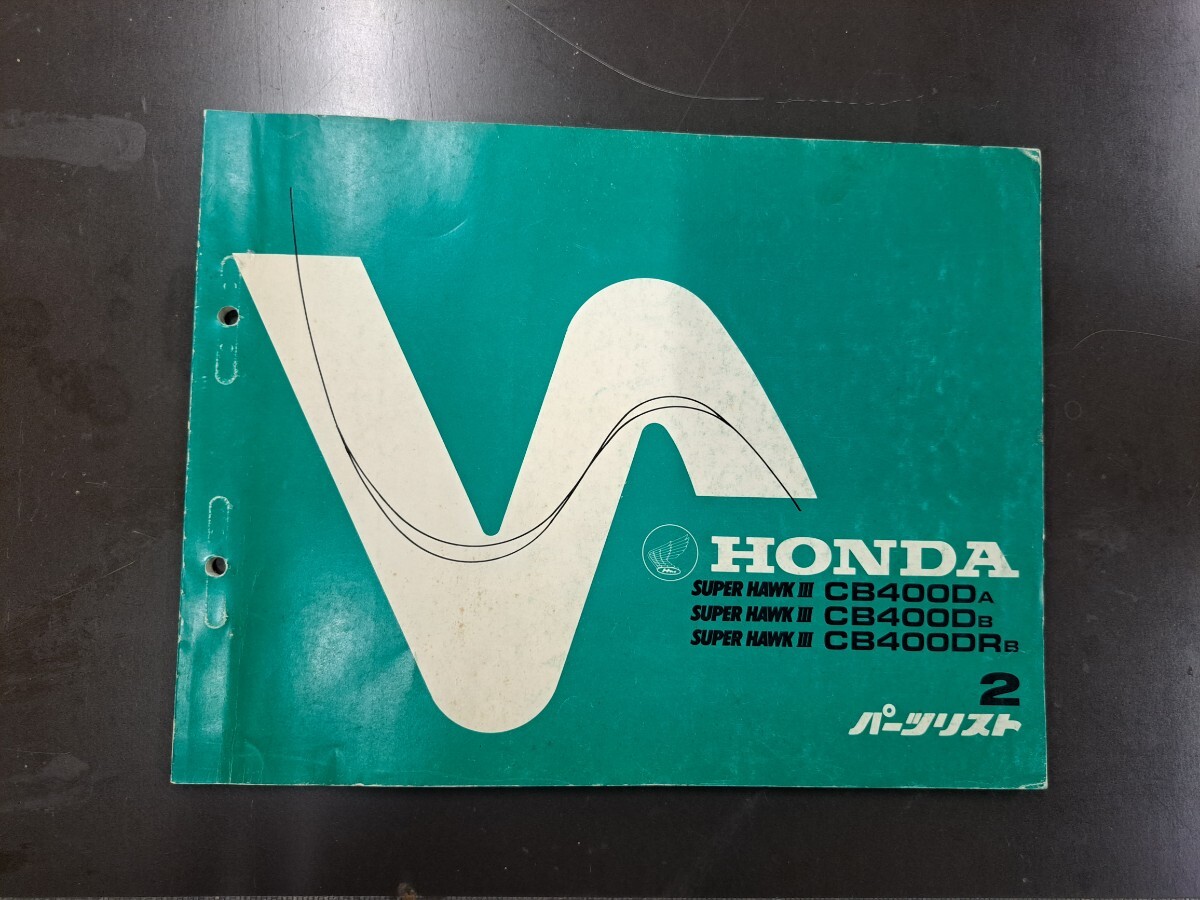 HONDA
SUPER HAWK III CB400DA
SUPER HAWK III CB400DB
SUPER HAWK III CB400DRB
2
パーツリスト